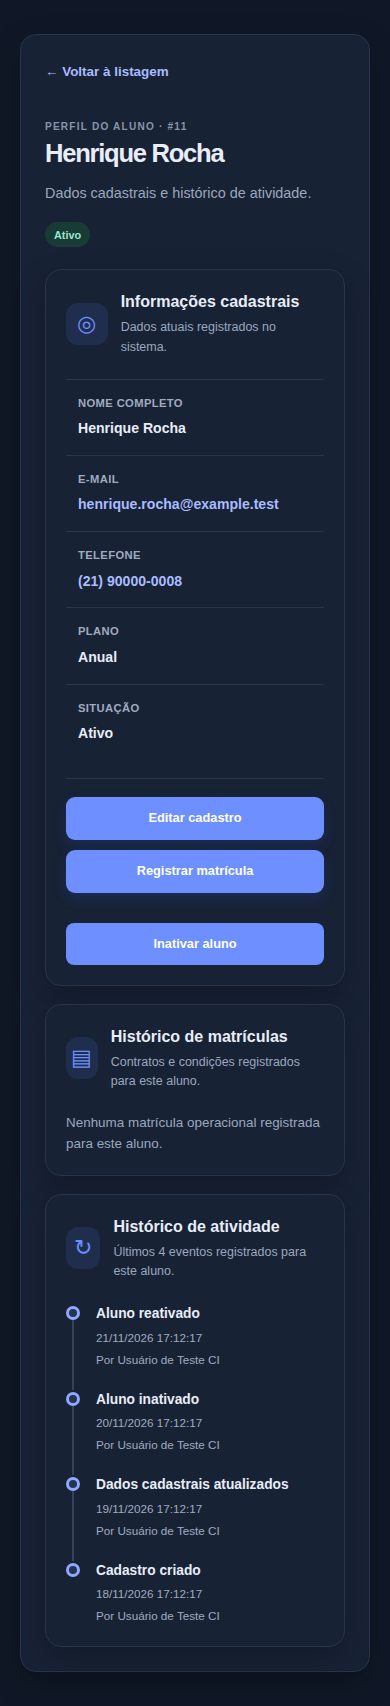 ← Voltar à listagem
PERFIL DO ALUNO · #11
Henrique Rocha
Dados cadastrais e histórico de atividade.
Ativo
Informações cadastrais
Dados atuais registrados no
sistema.
NOME COMPLETO
Henrique Rocha
E-MAIL
henrique.rocha@example.test
TELEFONE
(21) 90000-0008
PLANO
Anual
SITUAÇÃO
Ativo
Editar cadastro
Registrar matrícula
Inativar aluno
Histórico de matrículas
Contratos e condições registrados
para este aluno.
Nenhuma matrícula operacional registrada
para este aluno.
Histórico de atividade
Últimos 4 eventos registrados para
este aluno.
Aluno reativado
21/11/2026 17:12:17
Por Usuário de Teste CI
Aluno inativado
20/11/2026 17:12:17
Por Usuário de Teste CI
Dados cadastrais atualizados
19/11/2026 17:12:17
Por Usuário de Teste CI
Cadastro criado
18/11/2026 17:12:17
Por Usuário de Teste CI